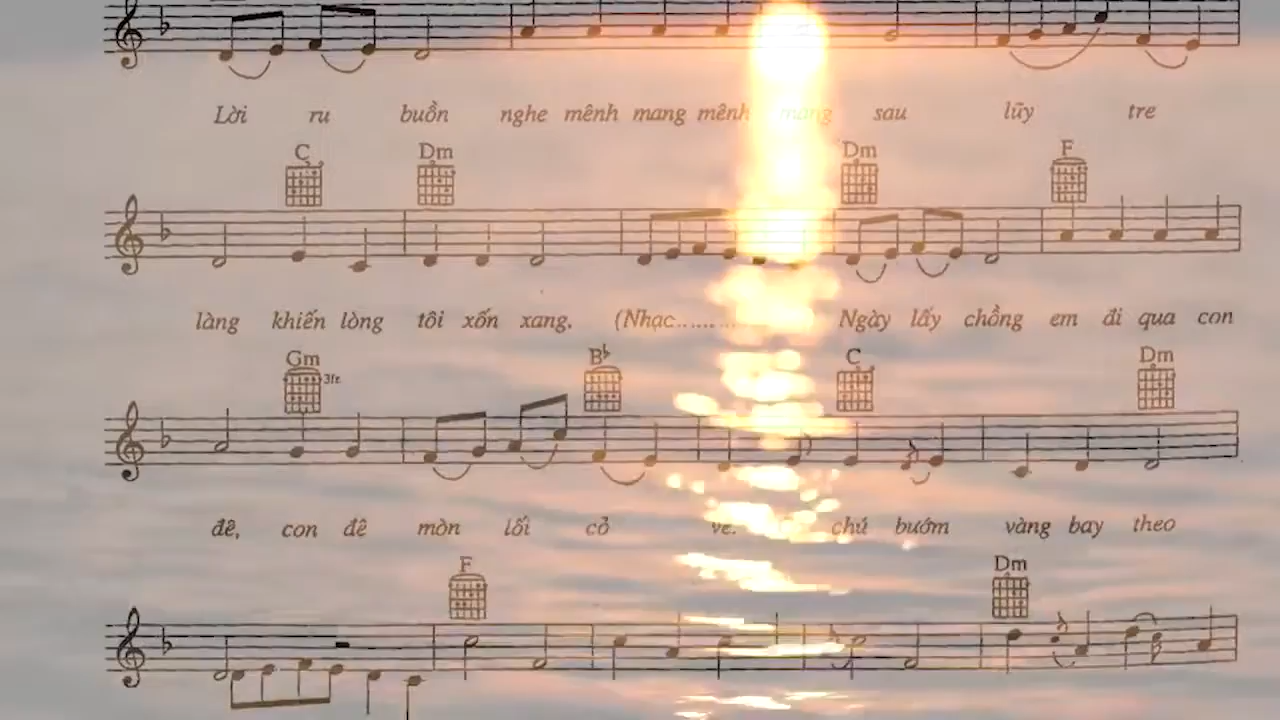 Lời ru buồn nghe mênh mang mênh mang sau lũy tre
C Dm Dm F
làng khiến lòng tôi xốn xang. (Nhạc....... Ngày lấy chồng em đi qua con
Gm 3fr B♭ C Dm
đê, con đê mòn lối cỏ về. chú bướm vàng bay theo
F Dm